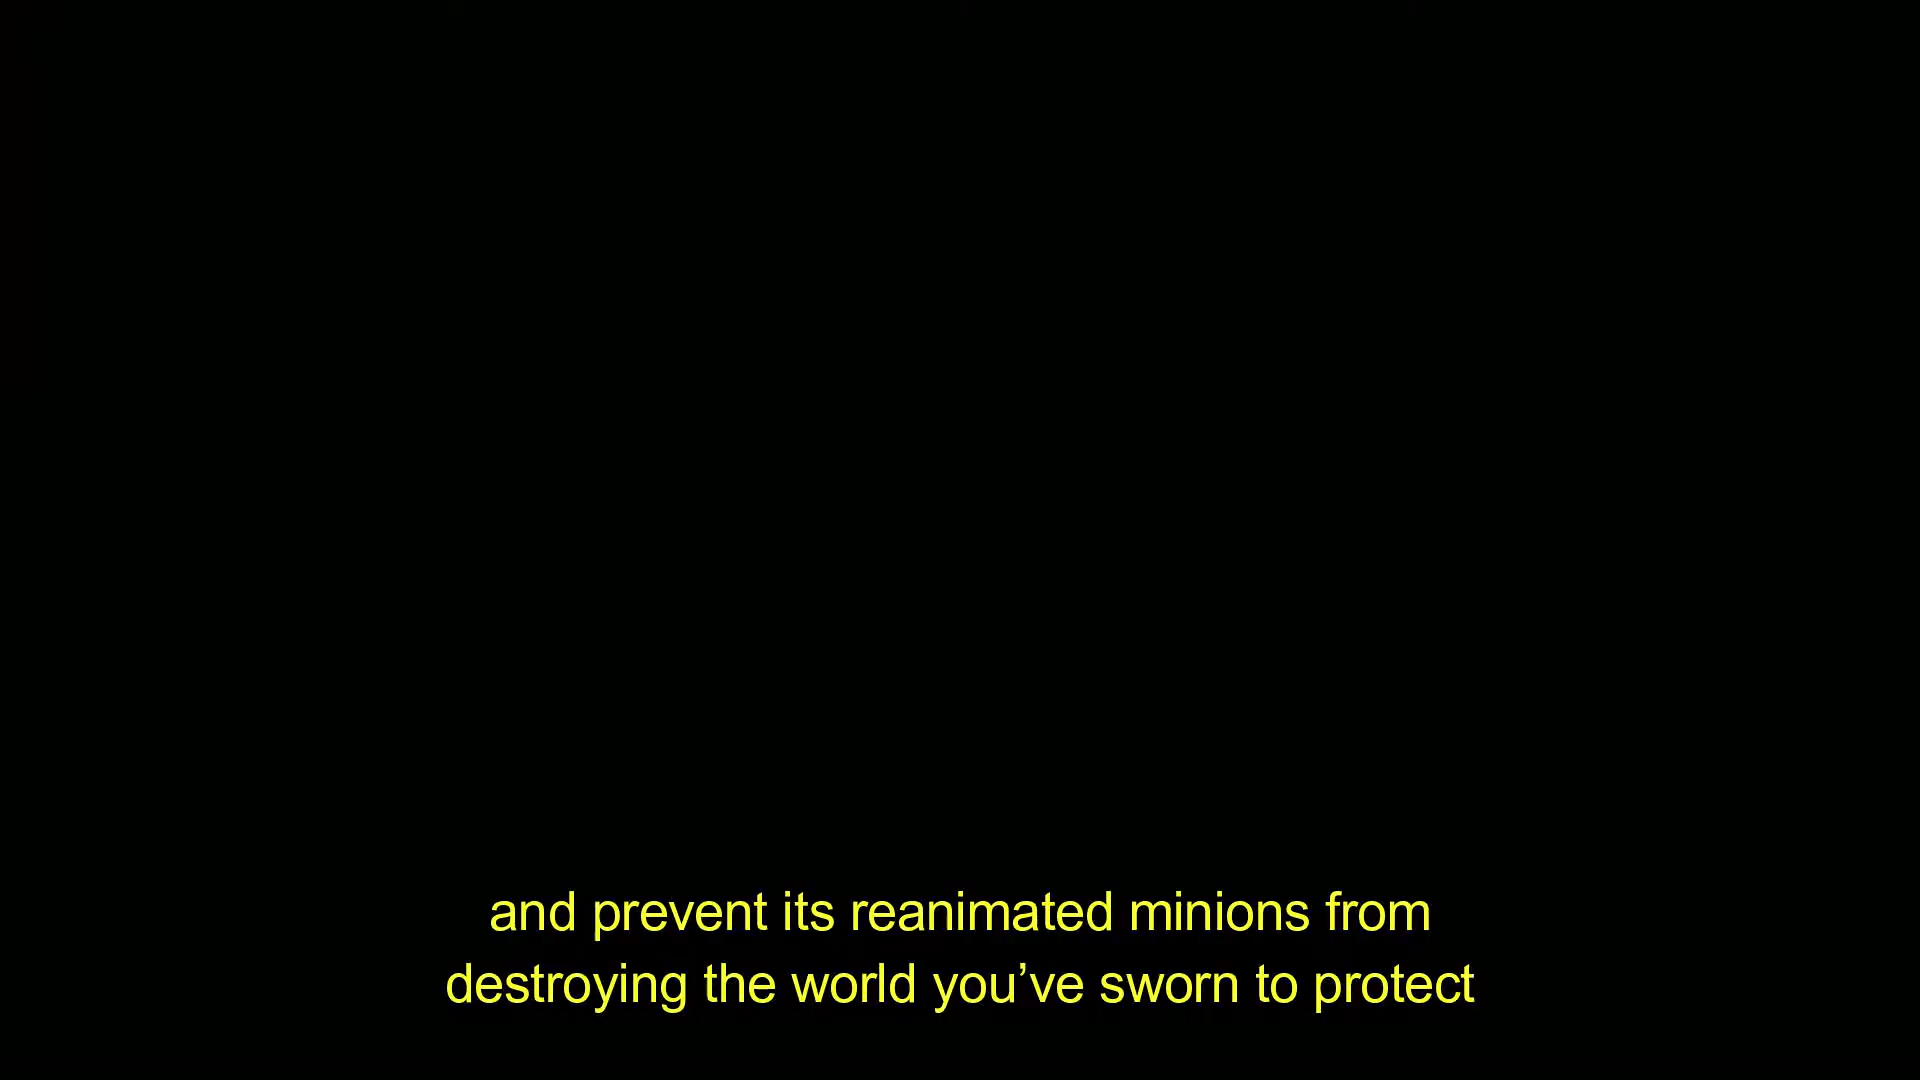 and prevent its reanimated minions from
destroying the world you’ve sworn to protect